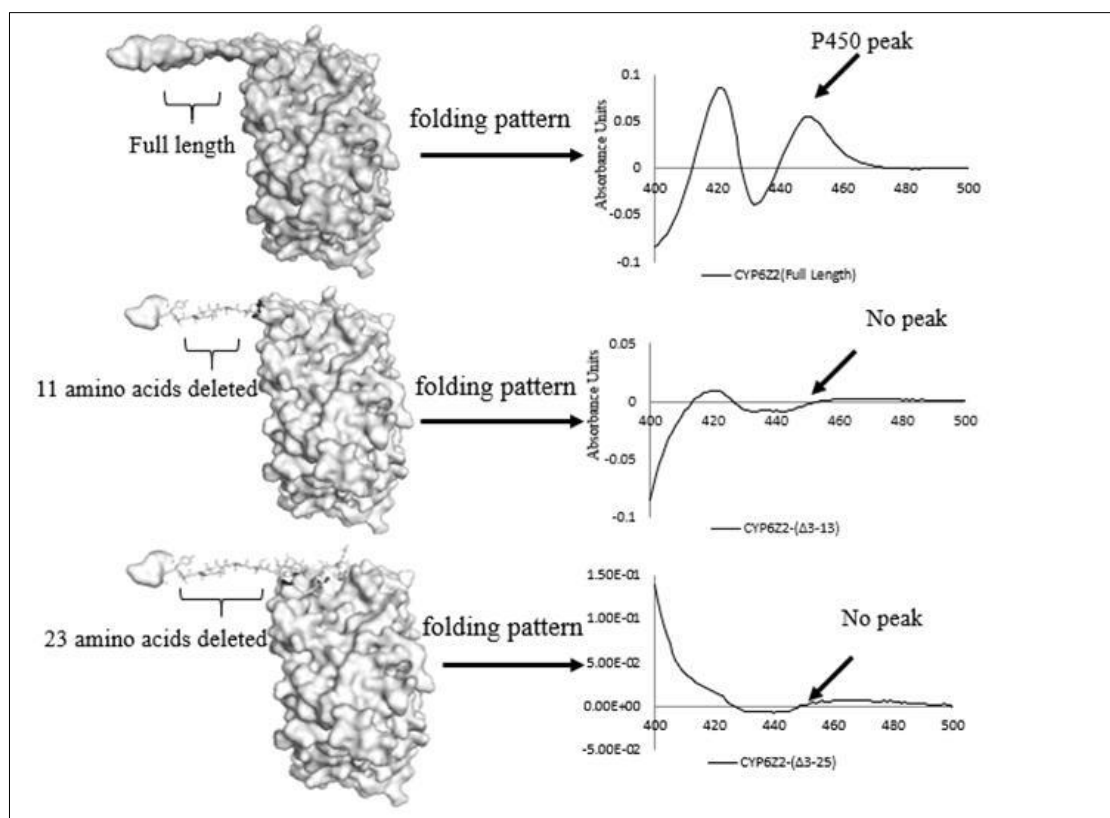 P450 peak
Full length
folding pattern
Absorbance Units
0.1
0.05
0
-0.05
-0.1
400 420 440 460 480 500
CYP6Z2(Full Length)
11 amino acids deleted
folding pattern
No peak
Absorbance Units
0.05
0
-0.05
-0.1
400 420 440 460 480 500
CYP6Z2-(Δ3-13)
23 amino acids deleted
folding pattern
No peak
1.50E-01
1.00E-01
5.00E-02
0.00E+00
-5.00E-02
400 420 440 460 480 500
CYP6Z2-(Δ3-25)